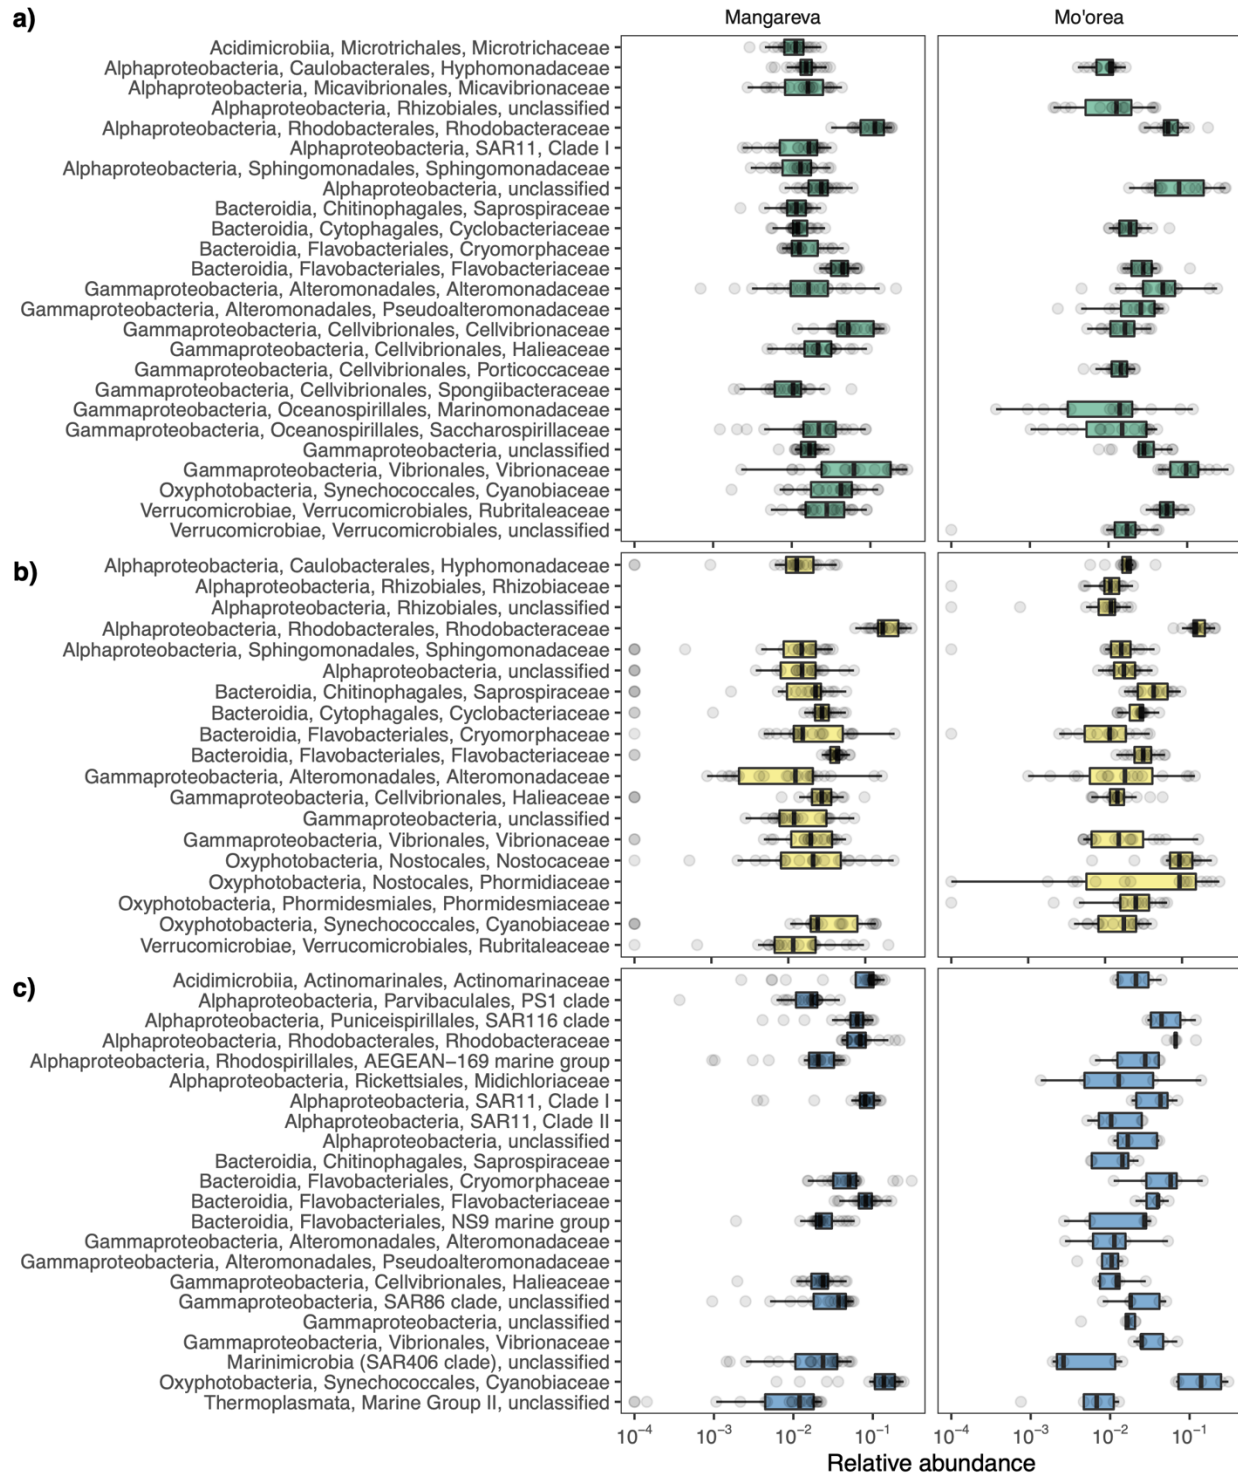 a)
Mangareva
Mo'orea
Acidimicrobiia, Microtrichales, Microtrichaceae
Alphaproteobacteria, Caulobacterales, Hyphomonadaceae
Alphaproteobacteria, Micavibrionales, Micavibrionaceae
Alphaproteobacteria, Rhizobiales, unclassified
Alphaproteobacteria, Rhodobacterales, Rhodobacteraceae
Alphaproteobacteria, SAR11, Clade I
Alphaproteobacteria, Sphingomonadales, Sphingomonadaceae
Alphaproteobacteria, unclassified
Bacteroidia, Chitinophagales, Saprospiraceae
Bacteroidia, Cytophagales, Cyclobacteriaceae
Bacteroidia, Flavobacteriales, Cryomorphaceae
Bacteroidia, Flavobacteriales, Flavobacteriaceae
Gammaproteobacteria, Alteromonadales, Alteromonadaceae
Gammaproteobacteria, Alteromonadales, Pseudoalteromonadaceae
Gammaproteobacteria, Cellvibrionales, Cellvibrionaceae
Gammaproteobacteria, Cellvibrionales, Halieaceae
Gammaproteobacteria, Cellvibrionales, Porticoccaceae
Gammaproteobacteria, Cellvibrionales, Spongiibacteraceae
Gammaproteobacteria, Oceanospirillales, Marinomonadaceae
Gammaproteobacteria, Oceanospirillales, Saccharospirillaceae
Gammaproteobacteria, unclassified
Gammaproteobacteria, Vibrionales, Vibrionaceae
Oxyphotobacteria, Synechococcales, Cyanobiaceae
Verrucomicrobiae, Verrucomicrobiales, Rubritaleaceae
Verrucomicrobiae, Verrucomicrobiales, unclassified
b)
Alphaproteobacteria, Caulobacterales, Hyphomonadaceae
Alphaproteobacteria, Rhizobiales, Rhizobiaceae
Alphaproteobacteria, Rhizobiales, unclassified
Alphaproteobacteria, Rhodobacterales, Rhodobacteraceae
Alphaproteobacteria, Sphingomonadales, Sphingomonadaceae
Alphaproteobacteria, unclassified
Bacteroidia, Chitinophagales, Saprospiraceae
Bacteroidia, Cytophagales, Cyclobacteriaceae
Bacteroidia, Flavobacteriales, Cryomorphaceae
Bacteroidia, Flavobacteriales, Flavobacteriaceae
Gammaproteobacteria, Alteromonadales, Alteromonadaceae
Gammaproteobacteria, Cellvibrionales, Halieaceae
Gammaproteobacteria, unclassified
Gammaproteobacteria, Vibrionales, Vibrionaceae
Oxyphotobacteria, Nostocales, Nostocaceae
Oxyphotobacteria, Nostocales, Phormidiaceae
Oxyphotobacteria, Phormidesmiales, Phormidesmiaceae
Oxyphotobacteria, Synechococcales, Cyanobiaceae
Verrucomicrobiae, Verrucomicrobiales, Rubritaleaceae
c)
Acidimicrobiia, Actinomarinales, Actinomarinaceae
Alphaproteobacteria, Parvibaculales, PS1 clade
Alphaproteobacteria, Puniceispirillales, SAR116 clade
Alphaproteobacteria, Rhodobacterales, Rhodobacteraceae
Alphaproteobacteria, Rhodospirillales, AEGEAN−169 marine group
Alphaproteobacteria, Rickettsiales, Midichloriaceae
Alphaproteobacteria, SAR11, Clade I
Alphaproteobacteria, SAR11, Clade II
Alphaproteobacteria, unclassified
Bacteroidia, Chitinophagales, Saprospiraceae
Bacteroidia, Flavobacteriales, Cryomorphaceae
Bacteroidia, Flavobacteriales, Flavobacteriaceae
Bacteroidia, Flavobacteriales, NS9 marine group
Gammaproteobacteria, Alteromonadales, Alteromonadaceae
Gammaproteobacteria, Alteromonadales, Pseudoalteromonadaceae
Gammaproteobacteria, Cellvibrionales, Halieaceae
Gammaproteobacteria, SAR86 clade, unclassified
Gammaproteobacteria, unclassified
Gammaproteobacteria, Vibrionales, Vibrionaceae
Marinimicrobia (SAR406 clade), unclassified
Oxyphotobacteria, Synechococcales, Cyanobiaceae
Thermoplasmata, Marine Group II, unclassified
10⁻⁴ 10⁻³ 10⁻² 10⁻¹ 10⁻⁴ 10⁻³ 10⁻² 10⁻¹
Relative abundance